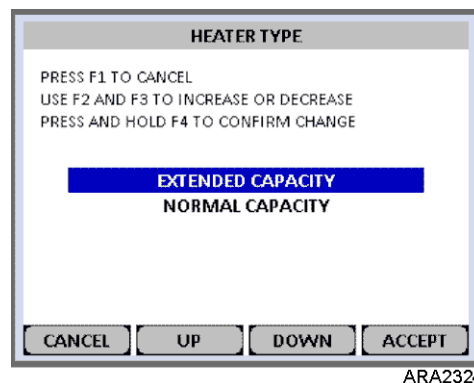 HEATER TYPE
PRESS F1 TO CANCEL
USE F2 AND F3 TO INCREASE OR DECREASE
PRESS AND HOLD F4 TO CONFIRM CHANGE
EXTENDED CAPACITY
NORMAL CAPACITY
CANCEL UP DOWN ACCEPT